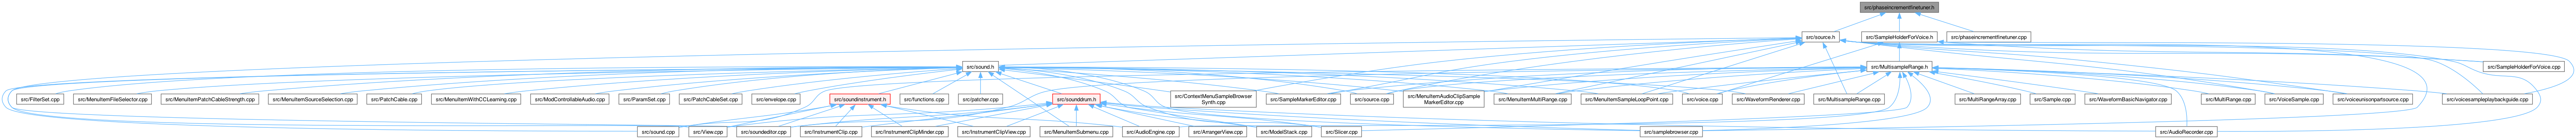 src/phaseincrementfinetuner.h
src/source.h
src/SampleHolderForVoice.h
src/phaseincrementfinetuner.cpp
src/sound.h
src/MultisampleRange.h
src/SampleHolderForVoice.cpp
src/FilterSet.cpp
src/MenuItemFileSelector.cpp
src/MenuItemPatchCableStrength.cpp
src/MenuItemSourceSelection.cpp
src/PatchCable.cpp
src/MenuItemWithCCLearning.cpp
src/ModControllableAudio.cpp
src/ParamSet.cpp
src/PatchCableSet.cpp
src/envelope.cpp
src/soundinstrument.h
src/functions.cpp
src/patcher.cpp
src/sounddrum.h
src/ContextMenuSampleBrowser
Synth.cpp
src/SampleMarkerEditor.cpp
src/source.cpp
src/MenuItemAudioClipSample
MarkerEditor.cpp
src/MenuItemMultiRange.cpp
src/MenuItemSampleLoopPoint.cpp
src/voice.cpp
src/WaveformRenderer.cpp
src/MultisampleRange.cpp
src/MultiRangeArray.cpp
src/Sample.cpp
src/WaveformBasicNavigator.cpp
src/MultiRange.cpp
src/VoiceSample.cpp
src/voiceunisonpartsource.cpp
src/voicesampleplaybackguide.cpp
src/sound.cpp
src/View.cpp
src/soundeditor.cpp
src/InstrumentClip.cpp
src/InstrumentClipMinder.cpp
src/InstrumentClipView.cpp
src/MenuItemSubmenu.cpp
src/AudioEngine.cpp
src/ArrangerView.cpp
src/ModelStack.cpp
src/Slicer.cpp
src/samplebrowser.cpp
src/AudioRecorder.cpp